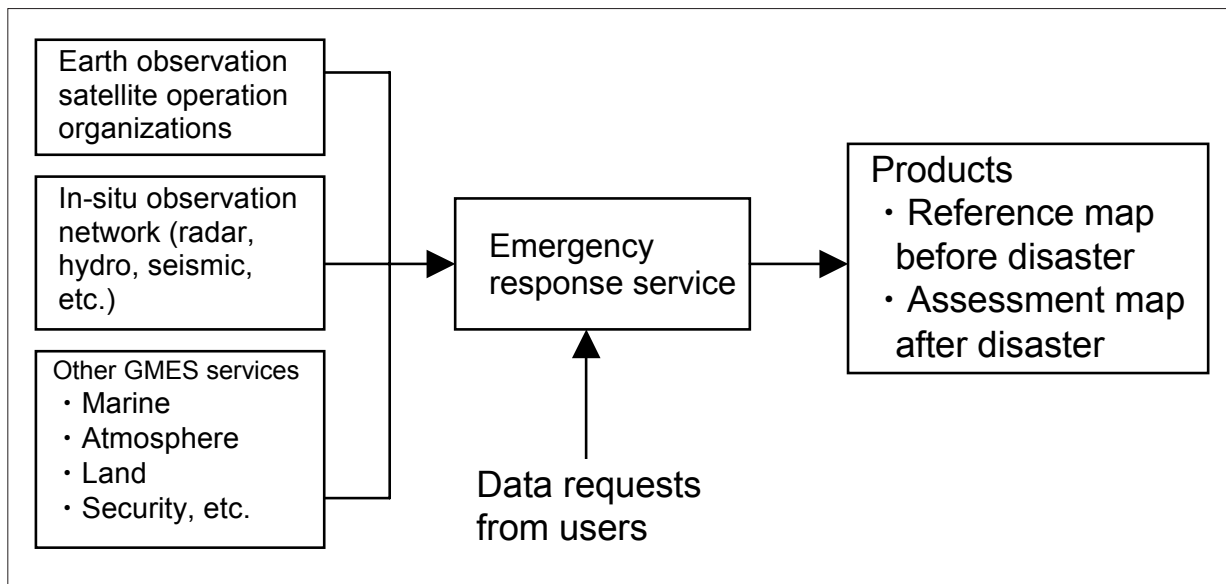 Earth observation
satellite operation
organizations
In-situ observation
network (radar,
hydro, seismic,
etc.)
Other GMES services
・Marine
・Atmosphere
・Land
・Security, etc.
Emergency
response service
Data requests
from users
Products
・Reference map
before disaster
・Assessment map
after disaster